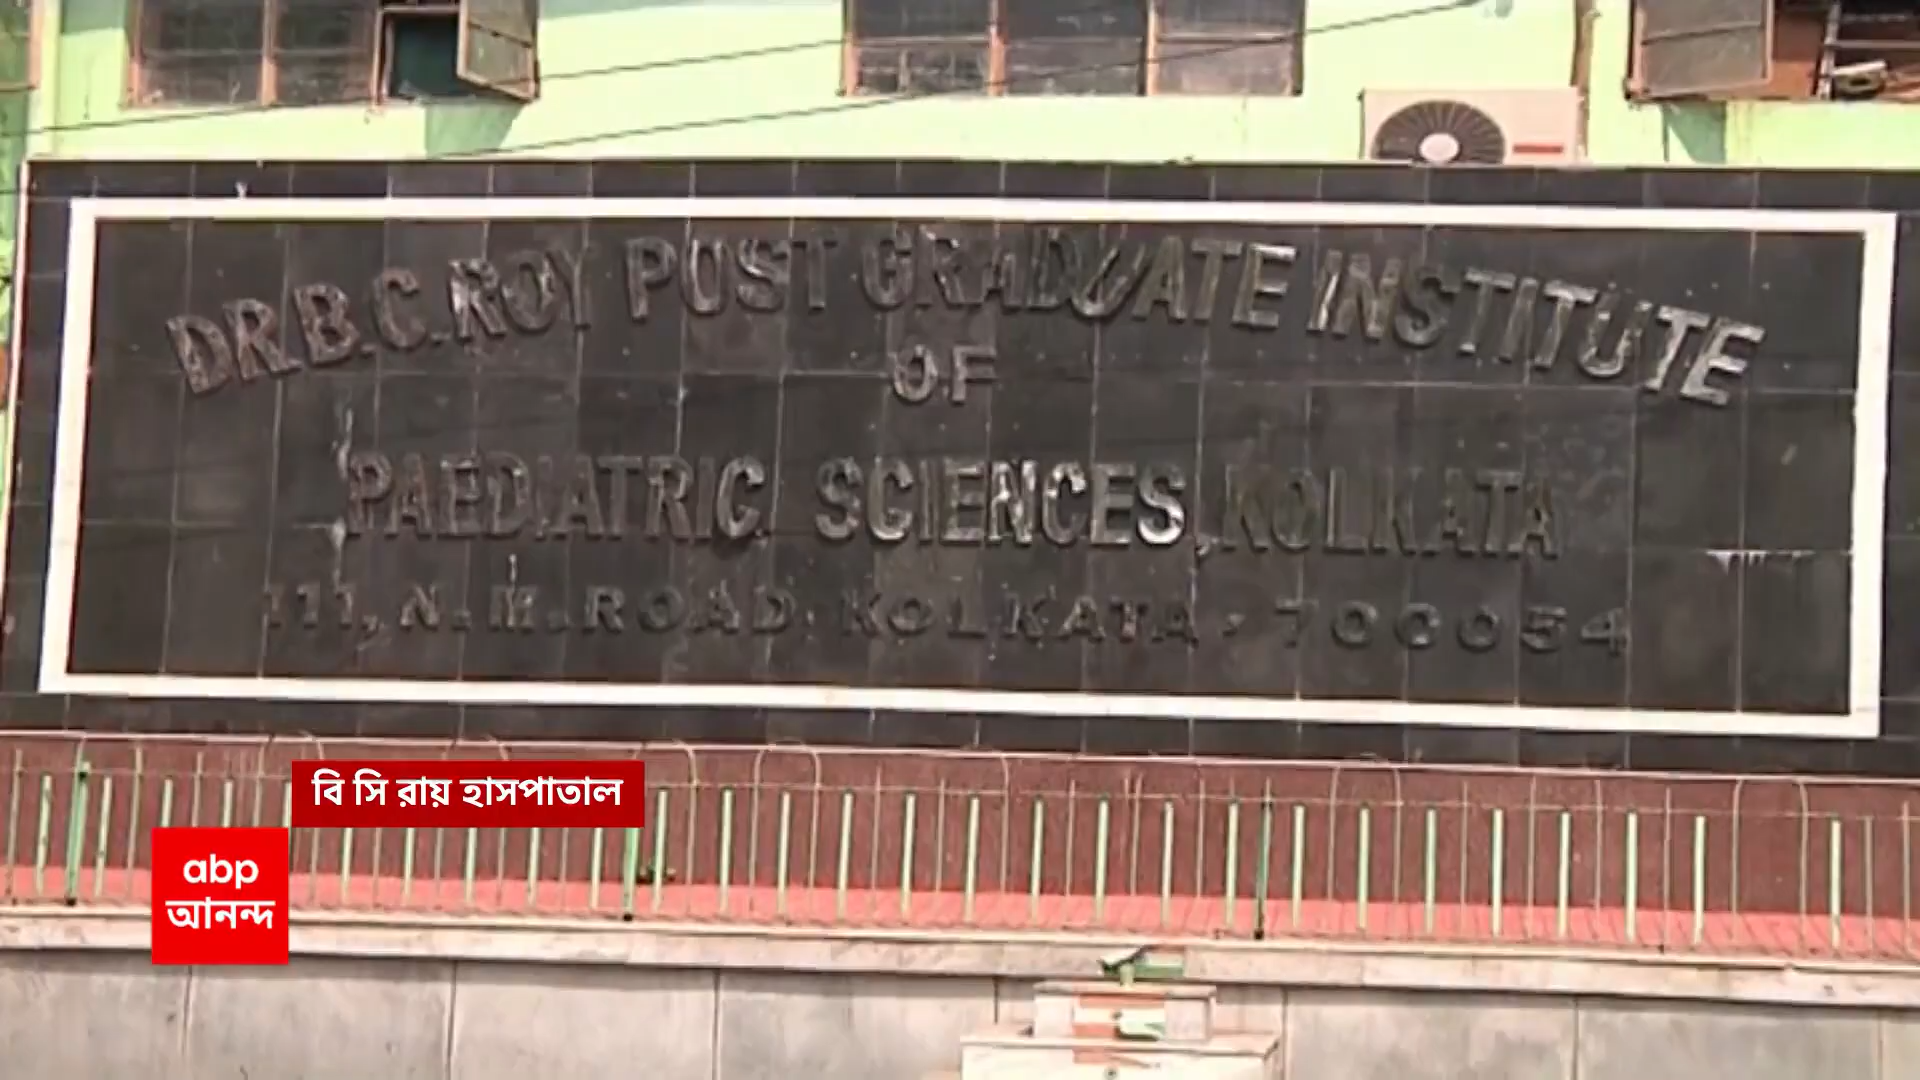 DR.B.C.ROY POST GRADUATE INSTITUTE
OF
PAEDIATRIC SCIENCES, KOLKATA
111, N.M.ROAD, KOLKATA - 700054
বি সি রায় হাসপাতাল
abp
আনন্দ